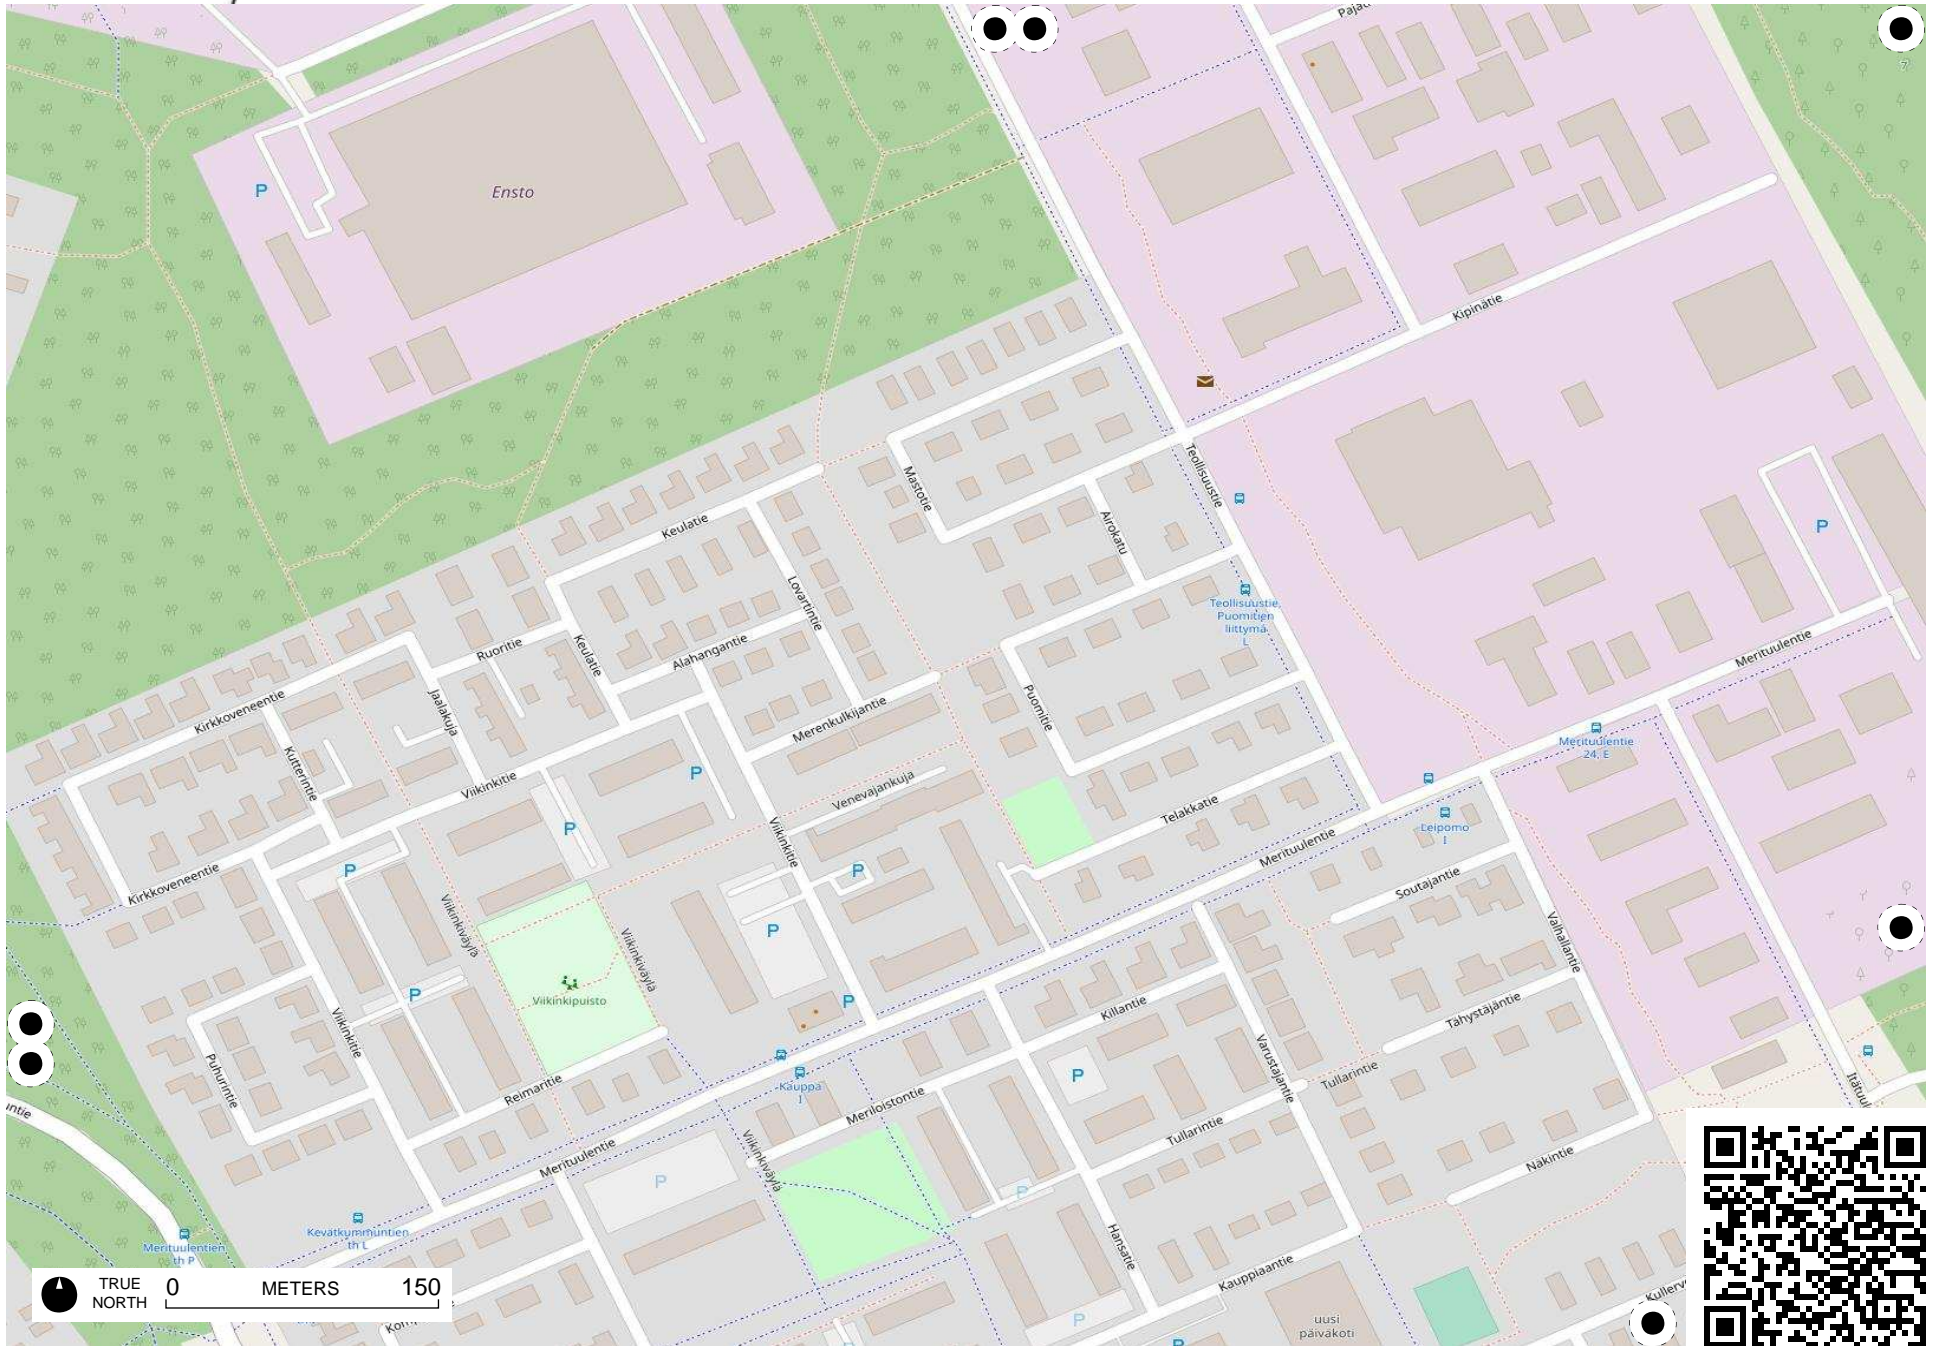 P
Ensto
Kipinätie
Mastotie
Teollisuustie
Keulatie
Airokatu
P
Lovartintie
Teollisuustie,
Puomitien
liittymä
L
Ruoritie
Keulatie
Alahangantie
Merituulentie
Kirkkoveneentie
Jaalakuja
Puomitie
Merenkulkijantie
Merituulentie
24, E
Kutterintie
P
Viikinkitie
Venevajankuja
Telakkatie
P
Viikinkitie
Leipomo
I
Merituulentie
P
P
Kirkkoveneentie
Soutajantie
Viikinkiväylä
Viikinkiväylä
P
Valhallantie
P
Viikinkipuisto
P
Killantie
Tähystäjäntie
Viikinkitie
Puhurintie
Reimaritie
Kauppa
I
P
Varustajantie
Tullarintie
Meriloistontie
Tullarintie
Merituulentie
Viikinkiväylä
Näkintie
P
P
Kevätkummuntien
th L
Merituulentien
th P
Hansatie
Kauppiaantie
TRUE
NORTH
0 METERS 150
P
uusi
päiväkoti
P